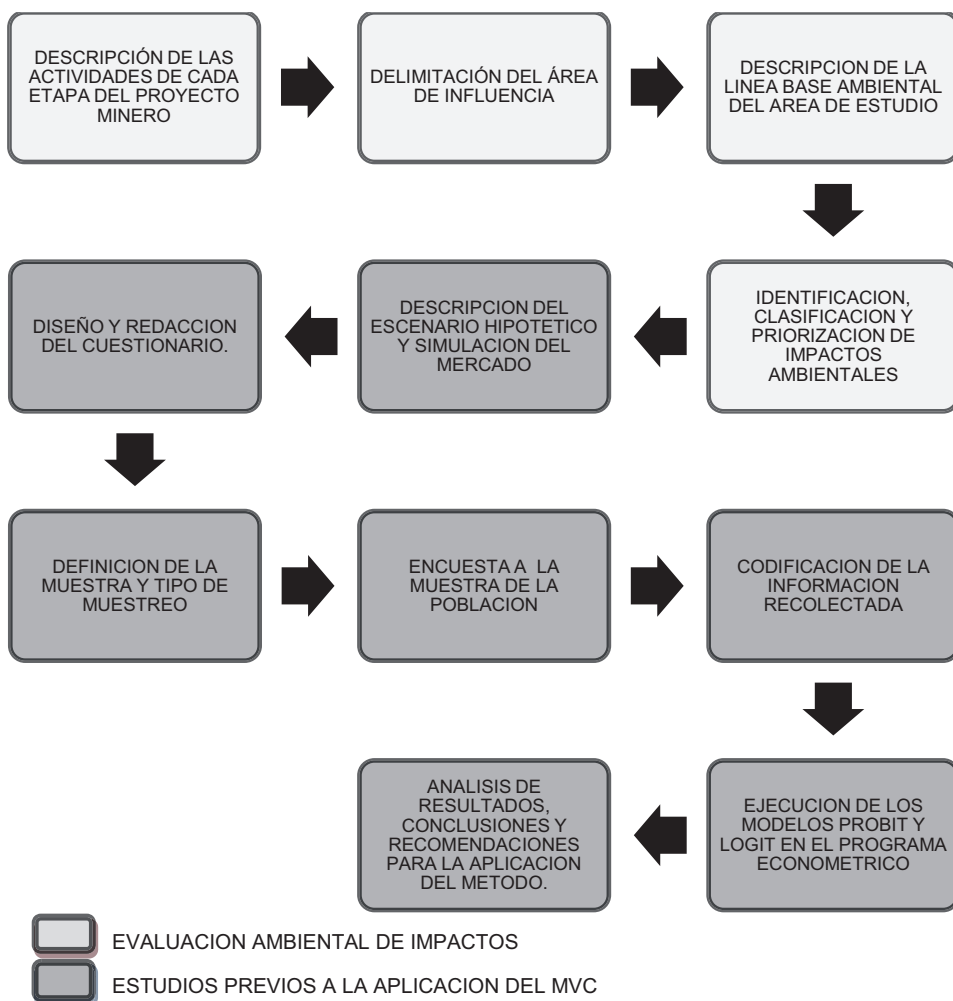 DESCRIPCIÓN DE LAS
ACTIVIDADES DE CADA
ETAPA DEL PROYECTO
MINERO
DELIMITACIÓN DEL ÁREA
DE INFLUENCIA
DESCRIPCION DE LA
LINEA BASE AMBIENTAL
DEL AREA DE ESTUDIO
IDENTIFICACION,
CLASIFICACION Y
PRIORIZACION DE
IMPACTOS
AMBIENTALES
DESCRIPCION DEL
ESCENARIO HIPOTETICO
Y SIMULACION DEL
MERCADO
DISEÑO Y REDACCION
DEL CUESTIONARIO.
DEFINICION DE LA
MUESTRA Y TIPO DE
MUESTREO
ENCUESTA A LA
MUESTRA DE LA
POBLACION
CODIFICACION DE LA
INFORMACION
RECOLECTADA
EJECUCION DE LOS
MODELOS PROBIT Y
LOGIT EN EL PROGRAMA
ECONOMETRICO
ANALISIS DE
RESULTADOS,
CONCLUSIONES Y
RECOMENDACIONES
PARA LA APLICACION
DEL METODO.
EVALUACION AMBIENTAL DE IMPACTOS
ESTUDIOS PREVIOS A LA APLICACION DEL MVC